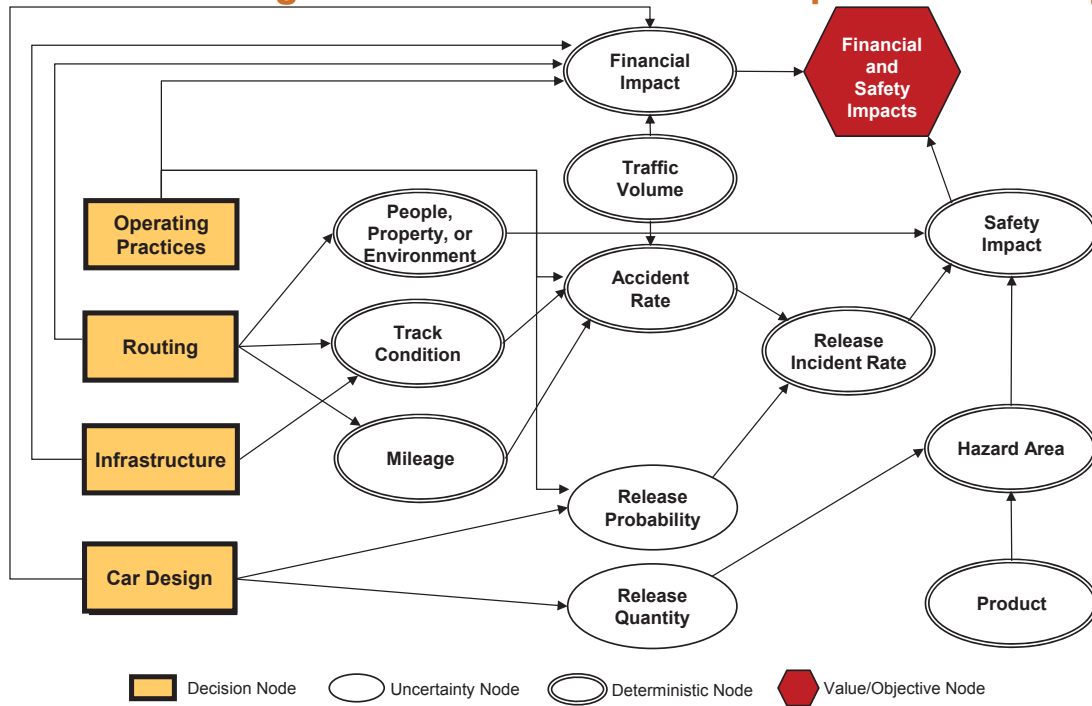 Financial
Impact
Financial
and
Safety
Impacts
Traffic
Volume
Operating
Practices
People,
Property, or
Environment
Safety
Impact
Accident
Rate
Routing
Track
Condition
Release
Incident Rate
Infrastructure
Mileage
Hazard Area
Release
Probability
Car Design
Release
Quantity
Product
Decision Node
Uncertainty Node
Deterministic Node
Value/Objective Node